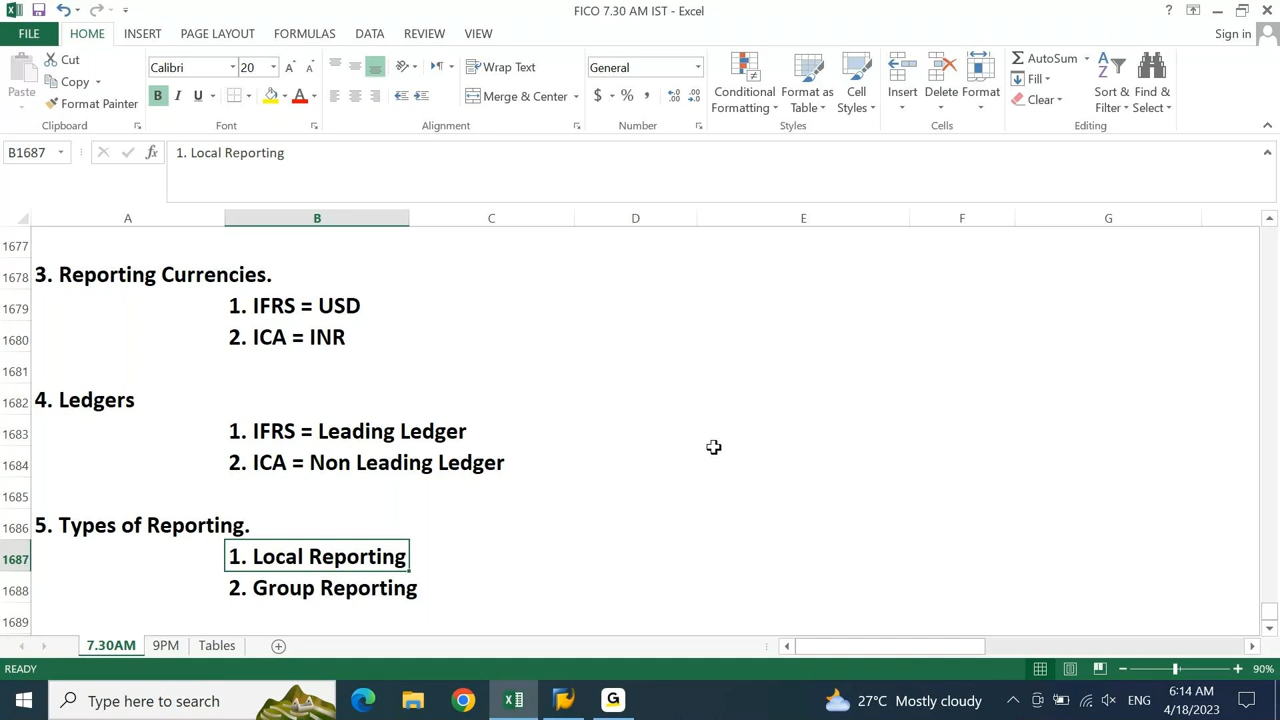 FICO 7.30 AM IST - Excel
?
FILE HOME INSERT PAGE LAYOUT FORMULAS DATA REVIEW VIEW Sign in
Paste Cut Copy Format Painter Clipboard
Calibri 20 A A B I U A Font
Wrap Text Merge & Center Alignment
General $ % , Number
Conditional Formatting Format as Table Cell Styles Styles
Insert Delete Format Cells
AutoSum Fill Clear Sort & Filter Find & Select Editing
B1687 fx 1. Local Reporting
A B C D E F G
1677
1678 3. Reporting Currencies.
1679 1. IFRS = USD
1680 2. ICA = INR
1681
1682 4. Ledgers
1683 1. IFRS = Leading Ledger
1684 2. ICA = Non Leading Ledger
1685
1686 5. Types of Reporting.
1687 1. Local Reporting
1688 2. Group Reporting
1689
7.30AM 9PM Tables
READY 90%
Type here to search 27°C Mostly cloudy ENG 6:14 AM
4/18/2023